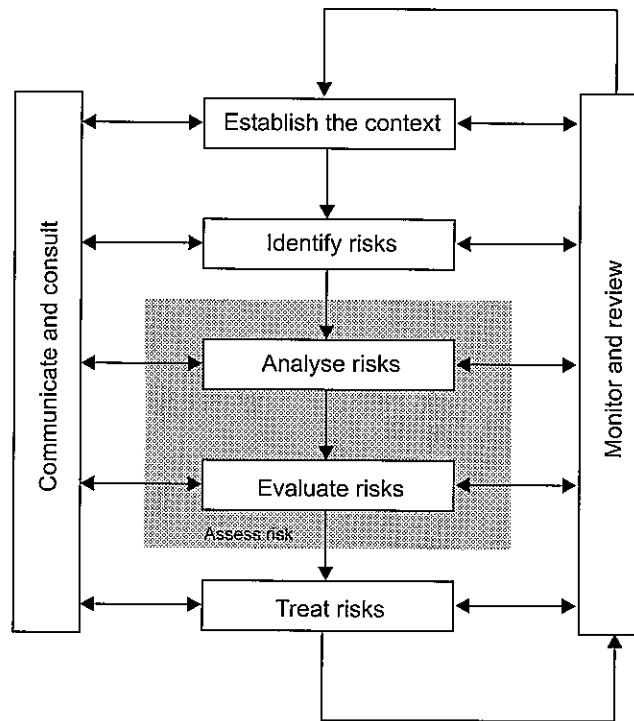 Establish the context
Identify risks
Analyse risks
Evaluate risks
Assess risk
Treat risks
Communicate and consult
Monitor and review